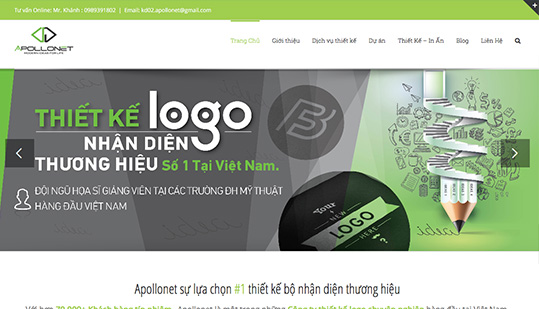 Tư vấn Online: Mr. Khánh : 0989391802 | Email: kd02.apollonet@gmail.com
APOLLONET
Trang Chủ Giới thiệu Dịch vụ thiết kế Dự án Thiết Kế – In Ấn Blog Liên Hệ
THIẾT KẾ logo
NHẬN DIỆN
THƯƠNG HIỆU Số 1 Tại Việt Nam.
ĐỘI NGŨ HỌA SĨ GIẢNG VIÊN TẠI CÁC TRƯỜNG ĐH MỸ THUẬT
HÀNG ĐẦU VIỆT NAM
Your
NEW
LOGO
HERE
Apollonet sự lựa chọn #1 thiết kế bộ nhận diện thương hiệu